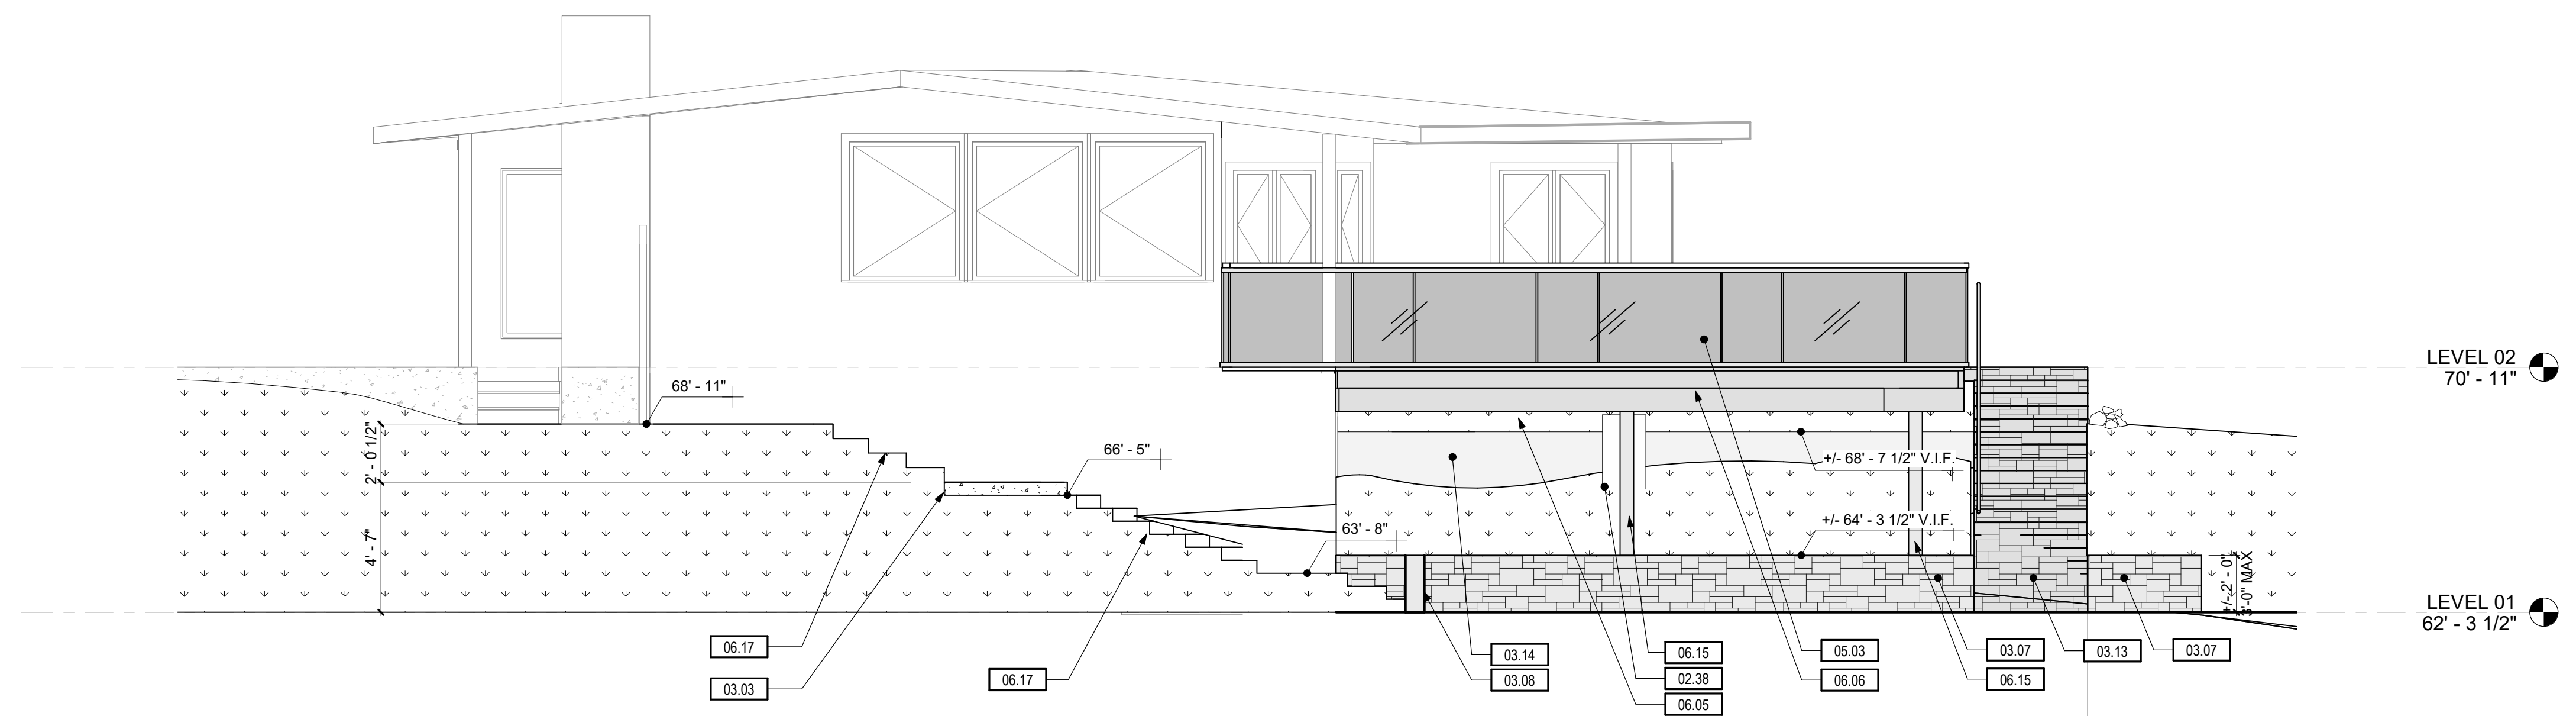 LEVEL 02
70' - 11"
68' - 11"
2' - 0 1/2"
66' - 5"
+/- 68' - 7 1/2" V.I.F.
4' - 7"
63' - 8"
+/- 64' - 3 1/2" V.I.F.
+/-2' - 0"
3'-0" MAX
LEVEL 01
62' - 3 1/2"
06.17
03.03
06.17
03.14
03.08
06.15
02.38
06.05
05.03
06.06
03.07
06.15
03.13
03.07